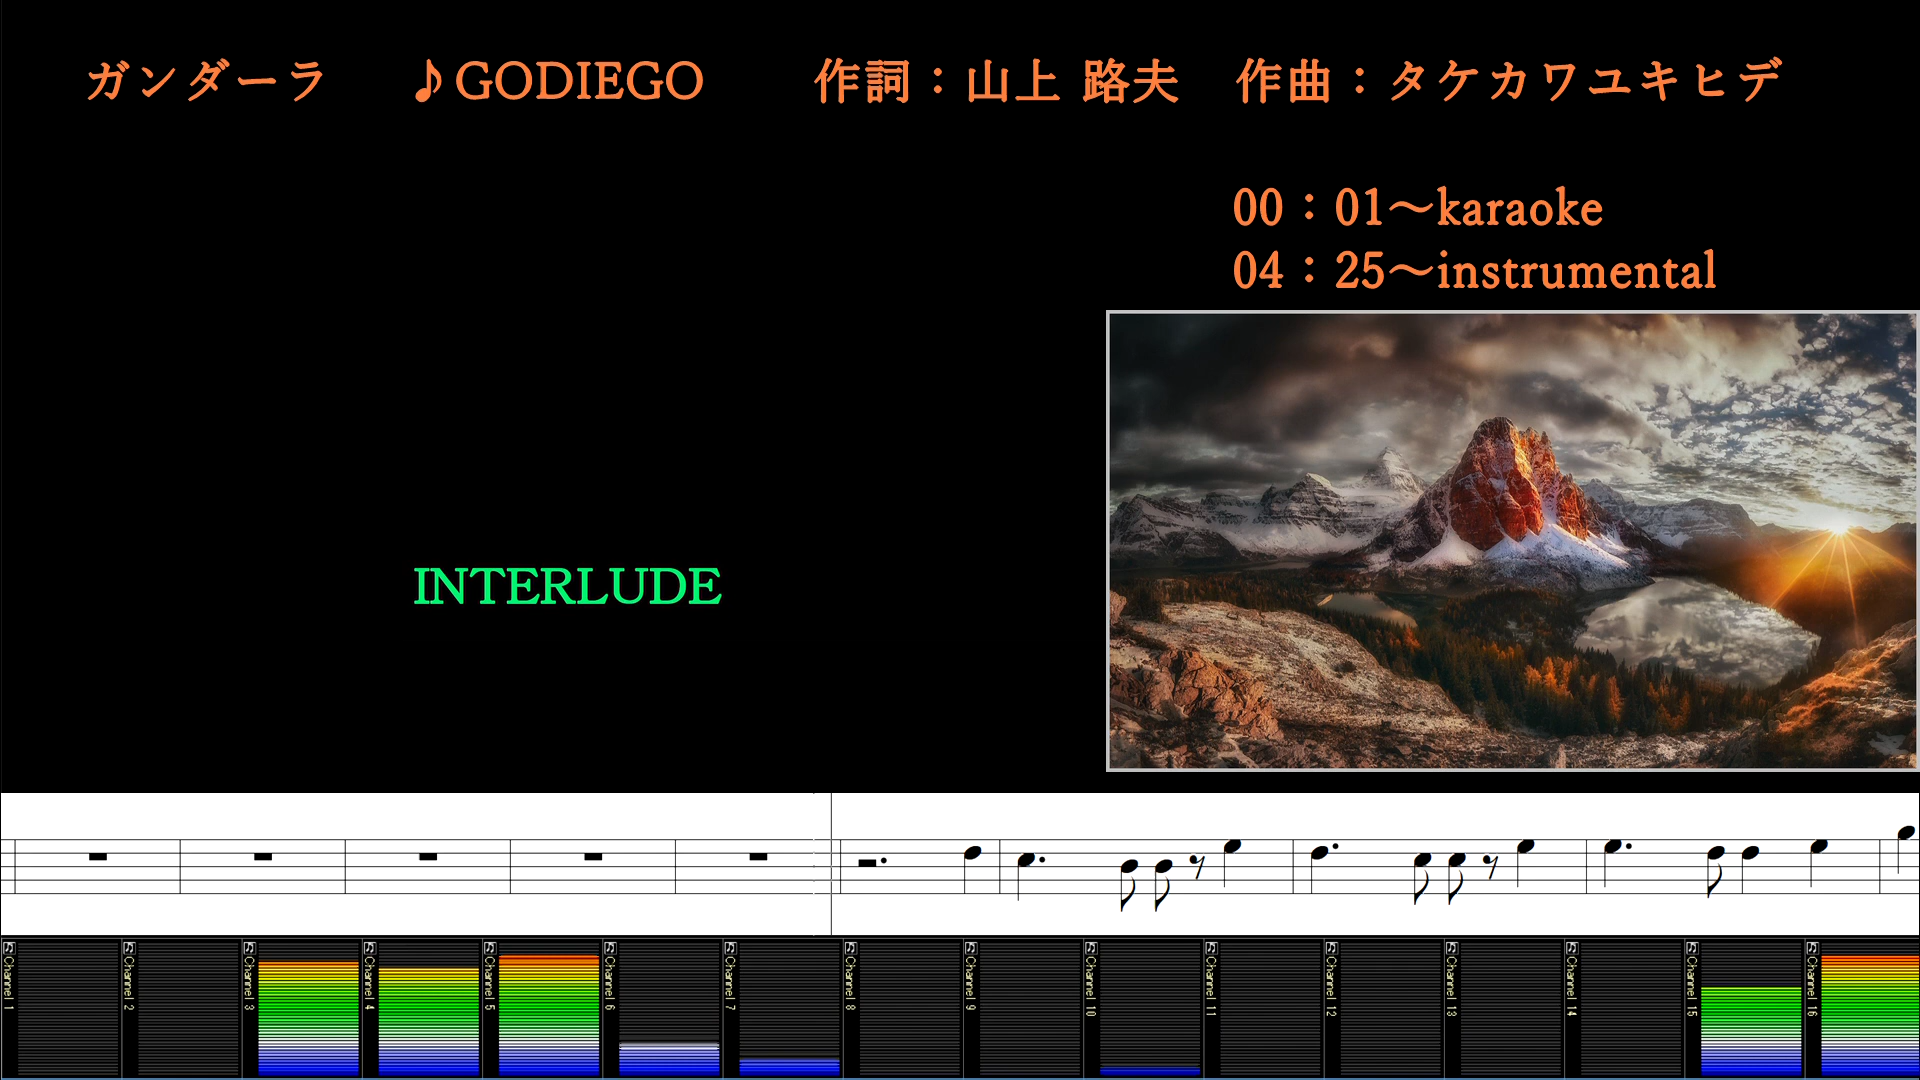 ガンダーラ ♪GODIEGO 作詞：山上 路夫 作曲：タケカワユキヒデ
00：01～karaoke
04：25～instrumental
INTERLUDE
Channel 1 Channel 2 Channel 3 Channel 4 Channel 5 Channel 6 Channel 7 Channel 8 Channel 9 Channel 10 Channel 11 Channel 12 Channel 13 Channel 14 Channel 15 Channel 16